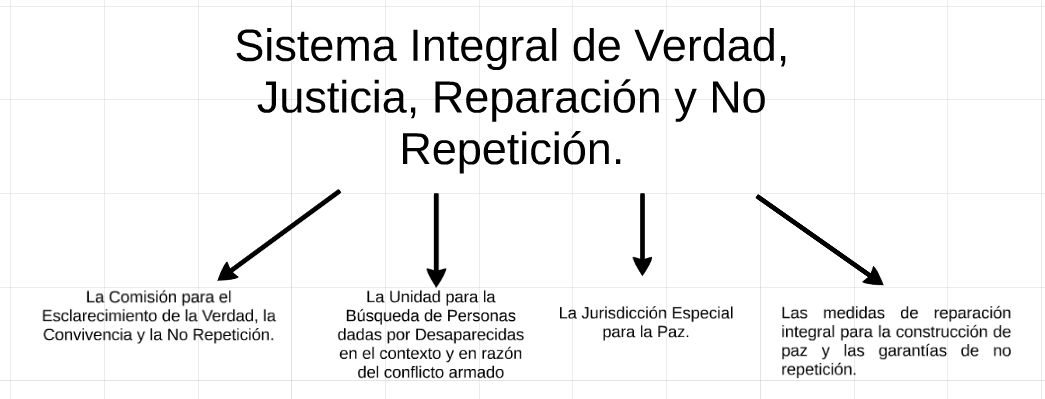 Sistema Integral de Verdad,
Justicia, Reparación y No
Repetición.
La Comisión para el
Esclarecimiento de la Verdad, la
Convivencia y la No Repetición.
La Unidad para la
Búsqueda de Personas
dadas por Desaparecidas
en el contexto y en razón
del conflicto armado
La Jurisdicción Especial
para la Paz.
Las medidas de reparación
integral para la construcción de
paz y las garantías de no
repetición.